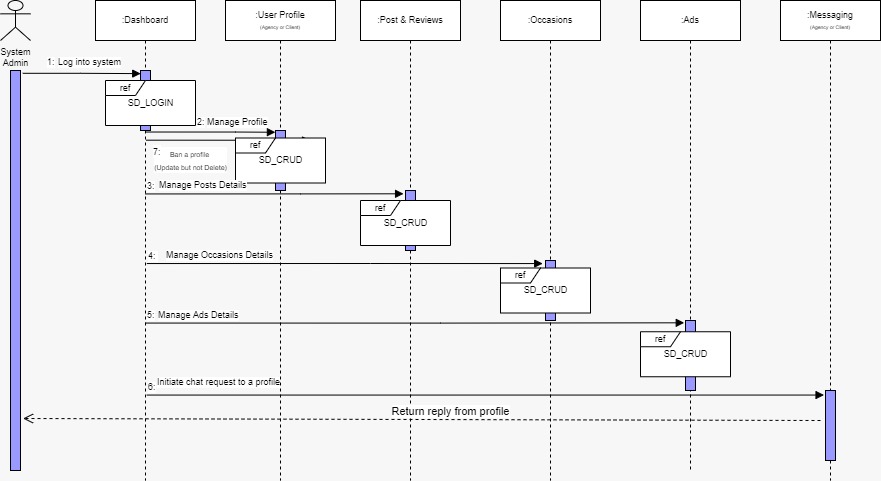 :Dashboard
:User Profile
(Agency or Client)
:Post & Reviews
:Occasions
:Ads
:Messaging
(Agency or Client)
System
Admin
1: Log into system
ref
SD_LOGIN
2: Manage Profile
ref
SD_CRUD
7: Ban a profile
(Update but not Delete)
3: Manage Posts Details
ref
SD_CRUD
4: Manage Occasions Details
ref
SD_CRUD
5: Manage Ads Details
ref
SD_CRUD
6: Initiate chat request to a profile
Return reply from profile